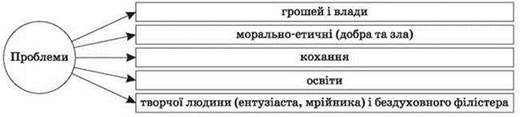 Проблеми
грошей і влади
морально-етичні (добра та зла)
кохання
освіти
творчої людини (ентузіаста, мрійника) і бездуховного філістера